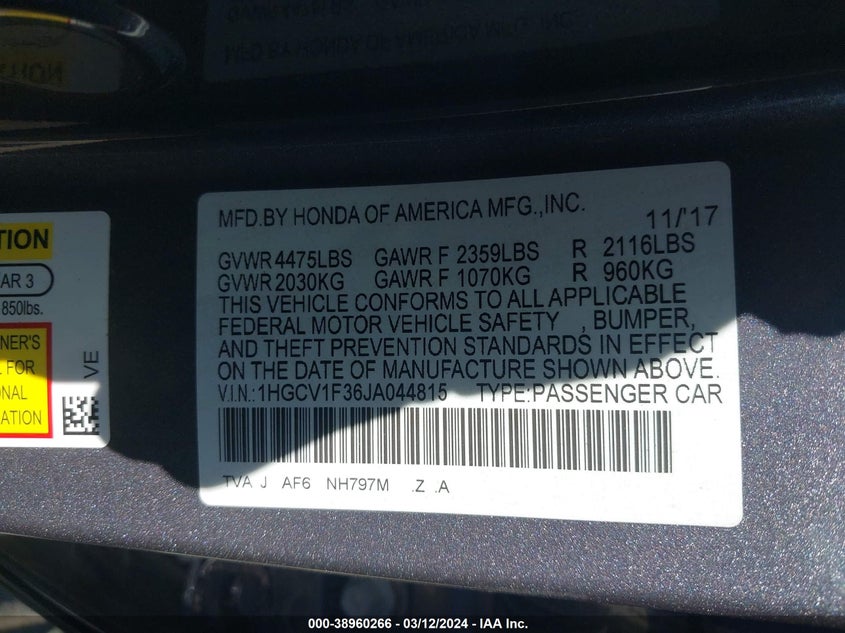 MFD.BY HONDA OF AMERICA MFG.,INC. 11/'17
GVWR 4475LBS GAWR F 2359LBS R 2116LBS
GVWR 2030KG GAWR F 1070KG R 960KG
THIS VEHICLE CONFORMS TO ALL APPLICABLE
FEDERAL MOTOR VEHICLE SAFETY , BUMPER,
AND THEFT PREVENTION STANDARDS IN EFFECT
ON THE DATE OF MANUFACTURE SHOWN ABOVE.
V.I.N.:1HGCV1F36JA044815 TYPE:PASSENGER CAR
TVA J AF6 NH797M .Z .A
TION
AR 3
850lbs.
NER'S
FOR
ONAL
ATION
VE
000-38960266 - 03/12/2024 - IAA Inc.